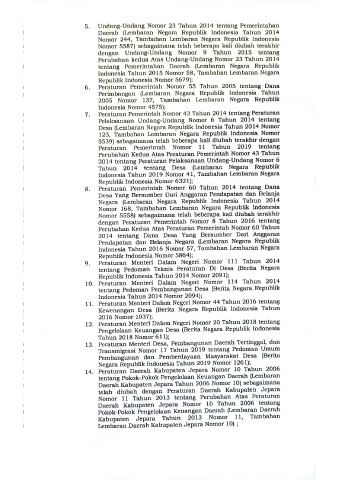 5. Undang-Undang Nomor 23 Tahun 2014 tentang Pemerintahan
Daerah (Lembaran Negara Republik Indonesia Tahun 2014
Nomor 244, Tambahan Lembaran Negara Republik Indonesia
Nomor 5587) sebagaimana telah beberapa kali diubah terakhir
dengan Undang-Undang Nomor 9 Tahun 2015 tentang
Perubahan kedua Atas Undang-Undang Nomor 23 Tahun 2014
tentang Pemerintahan Daerah (Lembaran Negara Republik
Indonesia Tahun 2015 Nomor 58, Tambahan Lembaran Negara
Republik Indonesia Nomor 5679);
6. Peraturan Pemerintah Nomor 55 Tahun 2005 tentang Dana
Perimbangan (Lembaran Negara Republik Indonesia Tahun
2005 Nomor 137, Tambahan Lembaran Negara Republik
Indonesia Nomor 4575);
7. Peraturan Pemerintah Nomor 43 Tahun 2014 tentang Peraturan
Pelaksanaan Undang-Undang Nomor 6 Tahun 2014 tentang
Desa (Lembaran Negara Republik Indonesia Tahun 2014 Nomor
123, Tambahan Lembaran Negara Republik Indonesia Nomor
5539) sebagaimana telah beberapa kali diubah terakhir dengan
Peraturan Pemerintah Nomor 11 Tahun 2019 tentang
Perubahan Kedua Atas Peraturan Pemerintah Nomor 43 Tahun
2014 tentang Peraturan Pelaksanaan Undang-Undang Nomor 6
Tahun 2014 tentang Desa (Lembaran Negara Republik
Indonesia Tahun 2019 Nomor 41, Tambahan Lembaran Negara
Republik Indonesia Nomor 6321);
8. Peraturan Pemerintah Nomor 60 Tahun 2014 tentang Dana
Desa Yang Bersumber Dari Anggaran Pendapatan dan Belanja
Negara (Lembaran Negara Republik Indonesia Tahun 2014
Nomor 168, Tambahan Lembaran Negara Republik Indonesia
Nomor 5558) sebagaimana telah beberapa kali diubah terakhir
dengan Peraturan Pemerintah Nomor 8 Tahun 2016 tentang
Perubahan Kedua Atas Peraturan Pemerintah Nomor 60 Tahun
2014 tentang Dana Desa Yang Bersumber Dari Anggaran
Pendapatan dan Belanja Negara (Lembaran Negara Republik
Indonesia Tahun 2016 Nomor 57, Tambahan Lembaran Negara
Republik Indonesia Nomor 5864);
9. Peraturan Menteri Dalam Negeri Nomor 111 Tahun 2014
tentang Pedoman Teknis Peraturan Di Desa (Berita Negara
Republik Indonesia Tahun 2014 Nomor 2091);
10. Peraturan Menteri Dalam Negeri Nomor 114 Tahun 2014
tentang Pedoman Pembangunan Desa (Berita Negara Republik
Indonesia Tahun 2014 Nomor 2094);
11. Peraturan Menteri Dalam Negeri Nomor 44 Tahun 2016 tentang
Kewenangan Desa (Berita Negara Republik Indonesia Tahun
2016 Nomor 1037);
12. Peraturan Menteri Dalam Negeri Nomor 20 Tahun 2018 tentang
Pengelolaan Keuangan Desa (Berita Negara Republik Indonesia
Tahun 2018 Nomor 611);
13. Peraturan Menteri Desa, Pembangunan Daerah Tertinggal, dan
Transmigrasi Nomor 17 Tahun 2019 tentang Pedoman Umum
Pembangunan dan Pemberdayaan Masyarakat Desa (Berita
Negara Republik Indonesia Tahun 2019 Nomor 1261);
14. Peraturan Daerah Kabupaten Jepara Nomor 10 Tahun 2006
tentang Pokok-Pokok Pengelolaan Keuangan Daerah (Lembaran
Daerah Kabupaten Jepara Tahun 2006 Nomor 10) sebagaimana
telah diubah dengan Peraturan Daerah Kabupaten Jepara
Nomor 11 Tahun 2013 tentang Perubahan Atas Peraturan
Daerah Kabupaten Jepara Nomor 10 Tahun 2006 tentang
Pokok-Pokok Pengelolaan Keuangan Daerah (Lembaran Daerah
Kabupaten Jepara Tahun 2013 Nomor 11, Tambahan
Lembaran Daerah Kabupaten Jepara Nomor 10) ;